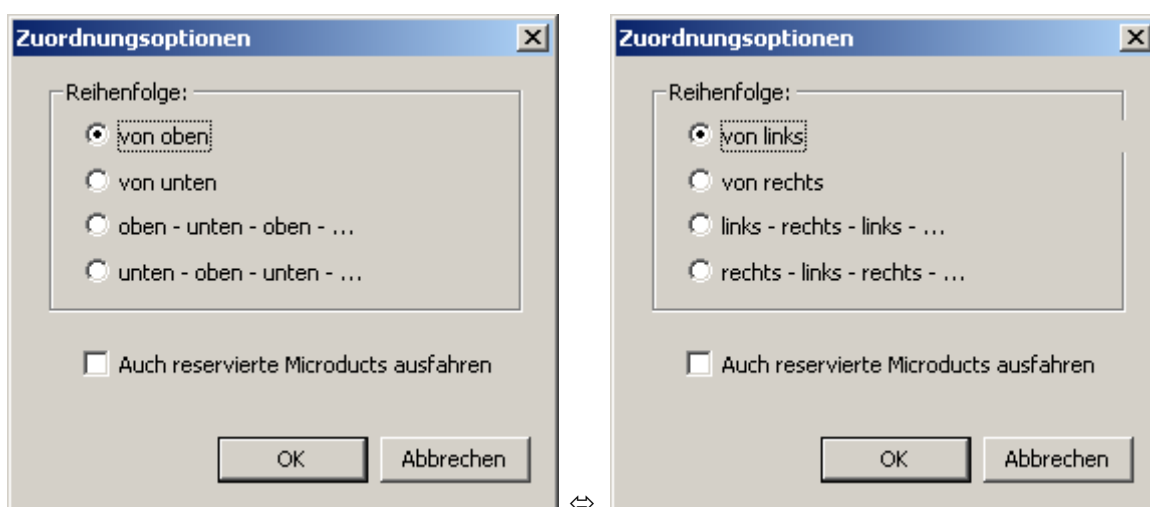 Zuordnungsoptionen
Reihenfolge:
von oben
von unten
oben - unten - oben - ...
unten - oben - unten - ...
Auch reservierte Microducts ausfahren
OK Abbrechen
⇔
Zuordnungsoptionen
Reihenfolge:
von links
von rechts
links - rechts - links - ...
rechts - links - rechts - ...
Auch reservierte Microducts ausfahren
OK Abbrechen